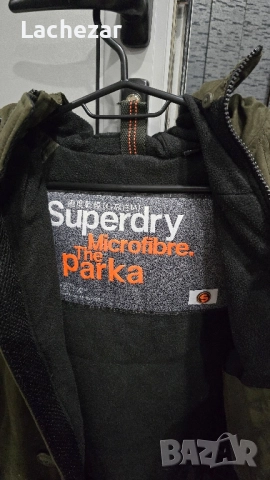 Lachezar
Superdry
Microfibre.
The
Parka
S
BAZAR